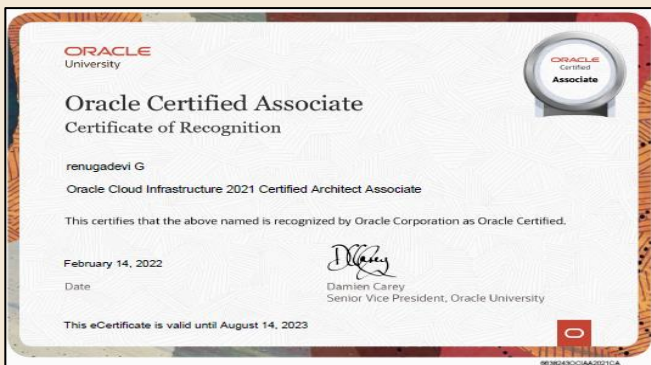 ORACLE
University
ORACLE
Certified
Associate
Oracle Certified Associate
Certificate of Recognition
renugadevi G
Oracle Cloud Infrastructure 2021 Certified Architect Associate
This certifies that the above named is recognized by Oracle Corporation as Oracle Certified.
February 14, 2022
Date
Damien Carey
Senior Vice President, Oracle University
This eCertificate is valid until August 14, 2023